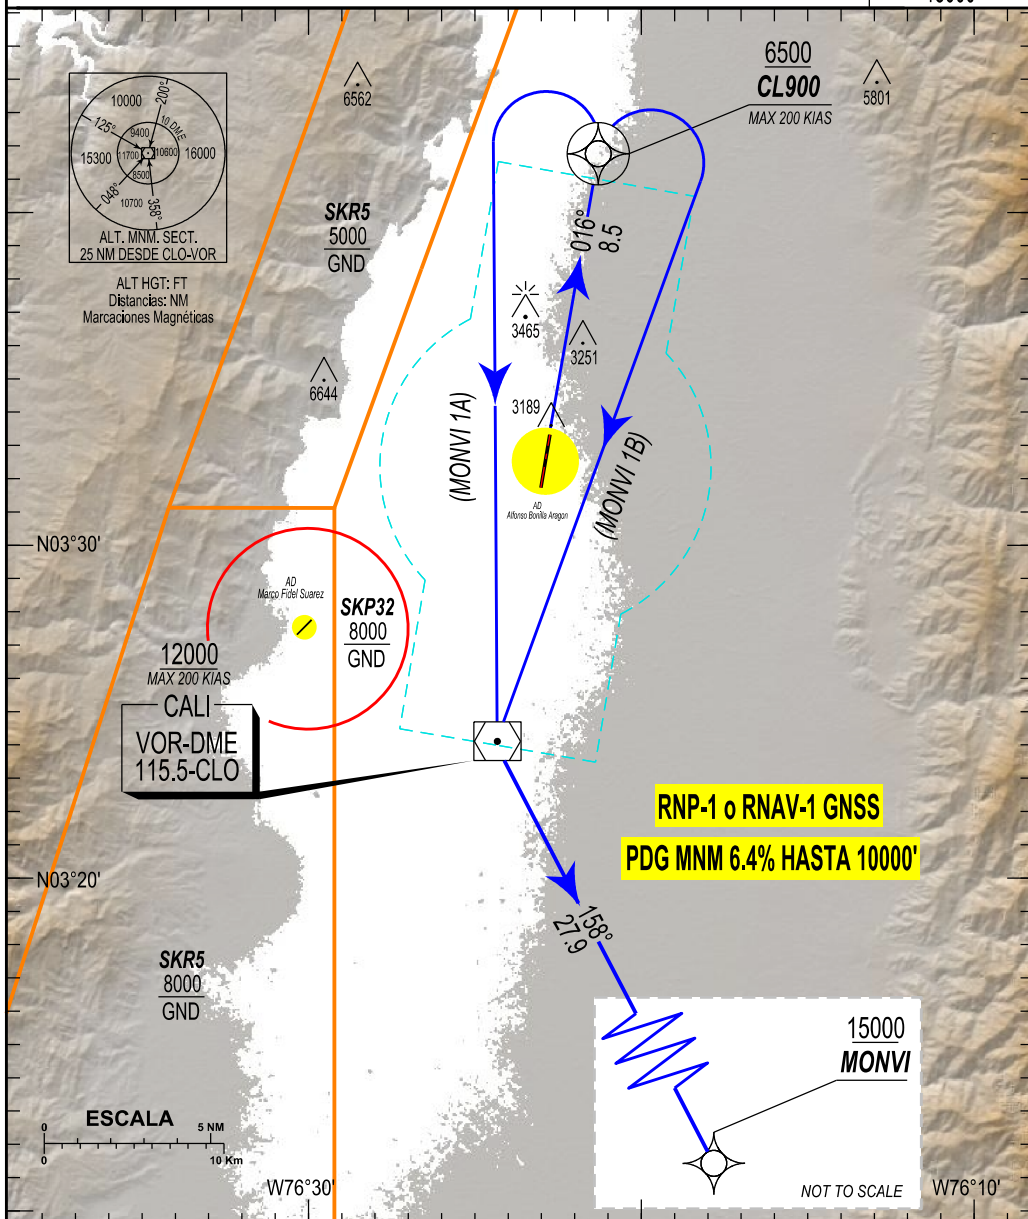 6500
CL900
MAX 200 KIAS
5801
6562
10000
200°
125°
9400
10 DME
15300
11700
10600
16000
8500
048°
10700
358°
ALT. MNM. SECT.
25 NM DESDE CLO-VOR
ALT HGT: FT
Distancias: NM
Marcaciones Magnéticas
SKR5
5000
GND
016°
8.5
3465
3251
6644
3189
(MONVI 1A)
(MONVI 1B)
AD
Alfonso Bonilla Aragon
N03°30'
AD
Marco Fidel Suarez
SKP32
8000
GND
12000
MAX 200 KIAS
CALI
VOR-DME
115.5-CLO
RNP-1 o RNAV-1 GNSS
PDG MNM 6.4% HASTA 10000'
N03°20'
158°
27.9
SKR5
8000
GND
15000
MONVI
ESCALA
0 5 NM
0 10 Km
W76°30'
NOT TO SCALE
W76°10'